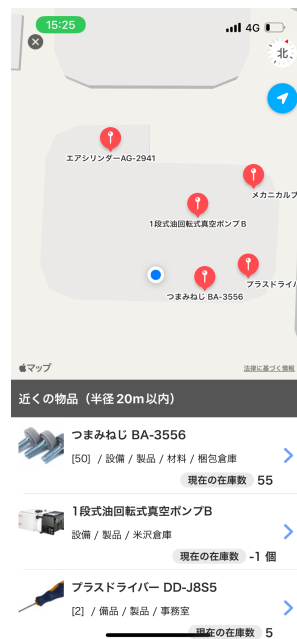 15:25
4G
北
エアシリンダーAG-2941
メカニカルブ
1段式油回転式真空ポンプB
プラスドライバ
つまみねじ BA-3556
マップ
法律に基づく情報
近くの物品（半径20m以内）
つまみねじ BA-3556
[50] / 設備 / 製品 / 材料 / 梱包倉庫
現在の在庫数 55
1段式油回転式真空ポンプB
設備 / 製品 / 米沢倉庫
現在の在庫数 -1 個
プラスドライバー DD-J8S5
[2] / 備品 / 製品 / 事務室
現在の在庫数 5